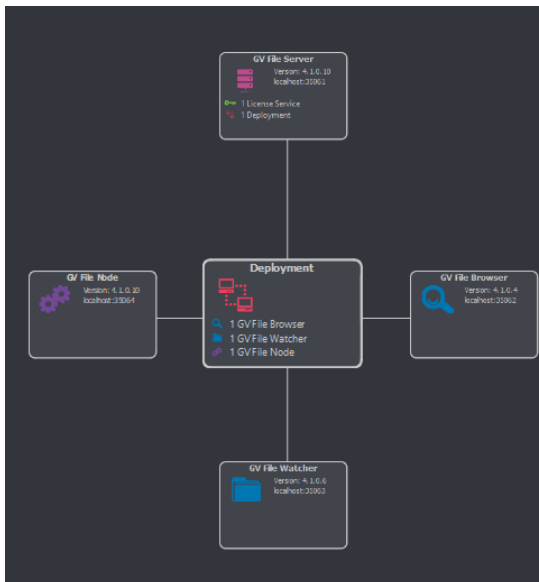 GV File Server
Version: 4.1.0.10
localhost:35061
1 License Service
1 Deployment
GV File Node
Version: 4.1.0.10
localhost:35064
Deployment
1 GV File Browser
1 GV File Watcher
1 GV File Node
GV File Browser
Version: 4.1.0.4
localhost:35062
GV File Watcher
Version: 4.1.0.6
localhost:35063